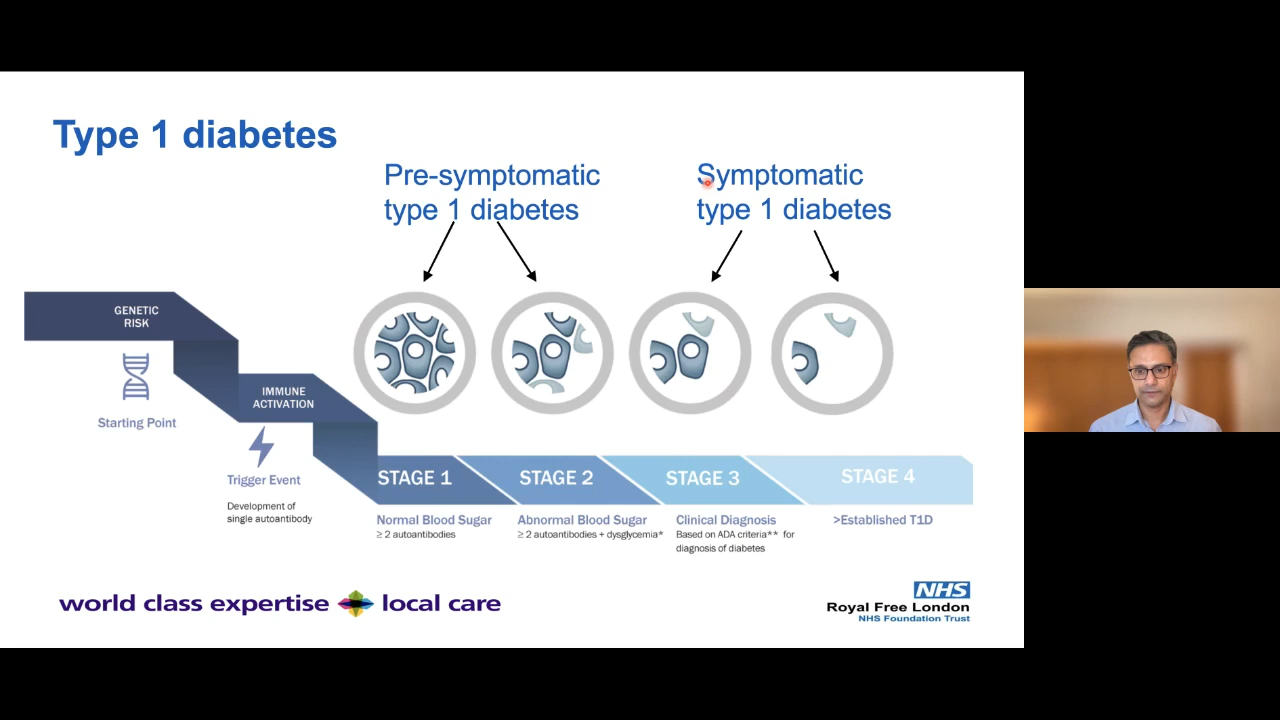 Type 1 diabetes
Pre-symptomatic
type 1 diabetes
Symptomatic
type 1 diabetes
GENETIC
RISK
Starting Point
IMMUNE
ACTIVATION
Trigger Event
Development of
single autoantibody
STAGE 1
Normal Blood Sugar
≥ 2 autoantibodies
STAGE 2
Abnormal Blood Sugar
≥ 2 autoantibodies + dysglycemia*
STAGE 3
Clinical Diagnosis
Based on ADA criteria** for
diagnosis of diabetes
STAGE 4
>Established T1D
world class expertise local care
NHS
Royal Free London
NHS Foundation Trust